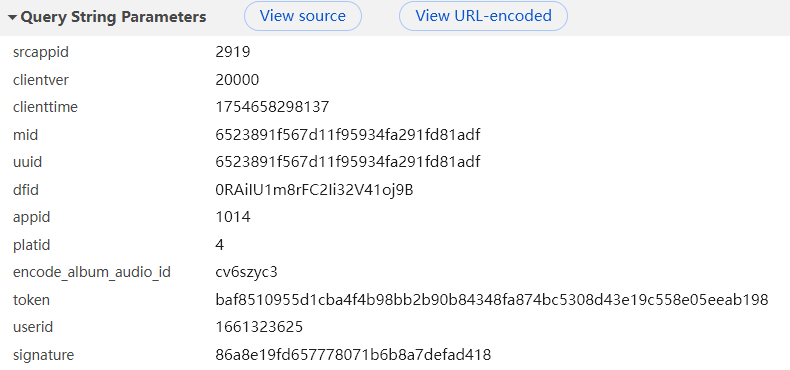 Query String Parameters View source View URL-encoded
srcappid 2919
clientver 20000
clienttime 1754658298137
mid 6523891f567d11f95934fa291fd81adf
uuid 6523891f567d11f95934fa291fd81adf
dfid 0RAiIU1m8rFC2Ii32V41oj9B
appid 1014
platid 4
encode_album_audio_id cv6szyc3
token baf8510955d1cba4f4b98bb2b90b84348fa874bc5308d43e19c558e05eeab198
userid 1661323625
signature 86a8e19fd657778071b6b8a7defad418